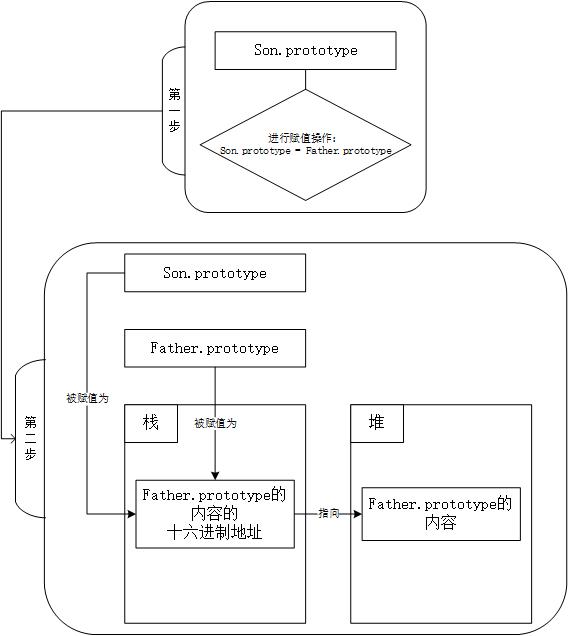 Son.prototype
第
一
步
进行赋值操作:
Son.prototype = Father.prototype
Son.prototype
Father.prototype
第
二
步
被赋值为
栈
被赋值为
堆
Father.prototype的
内容的
十六进制地址
指向
Father.prototype的
内容